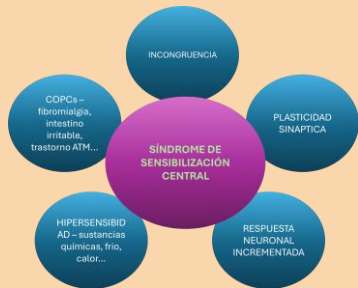 INCONGRUENCIA
COPCs –
fibromialgia,
intestino
irritable,
trastorno ATM...
PLASTICIDAD
SINAPTICA
SÍNDROME DE
SENSIBILIZACIÓN
CENTRAL
HIPERSENSIBID
AD – sustancias
químicas, frio,
calor...
RESPUESTA
NEURONAL
INCREMENTADA